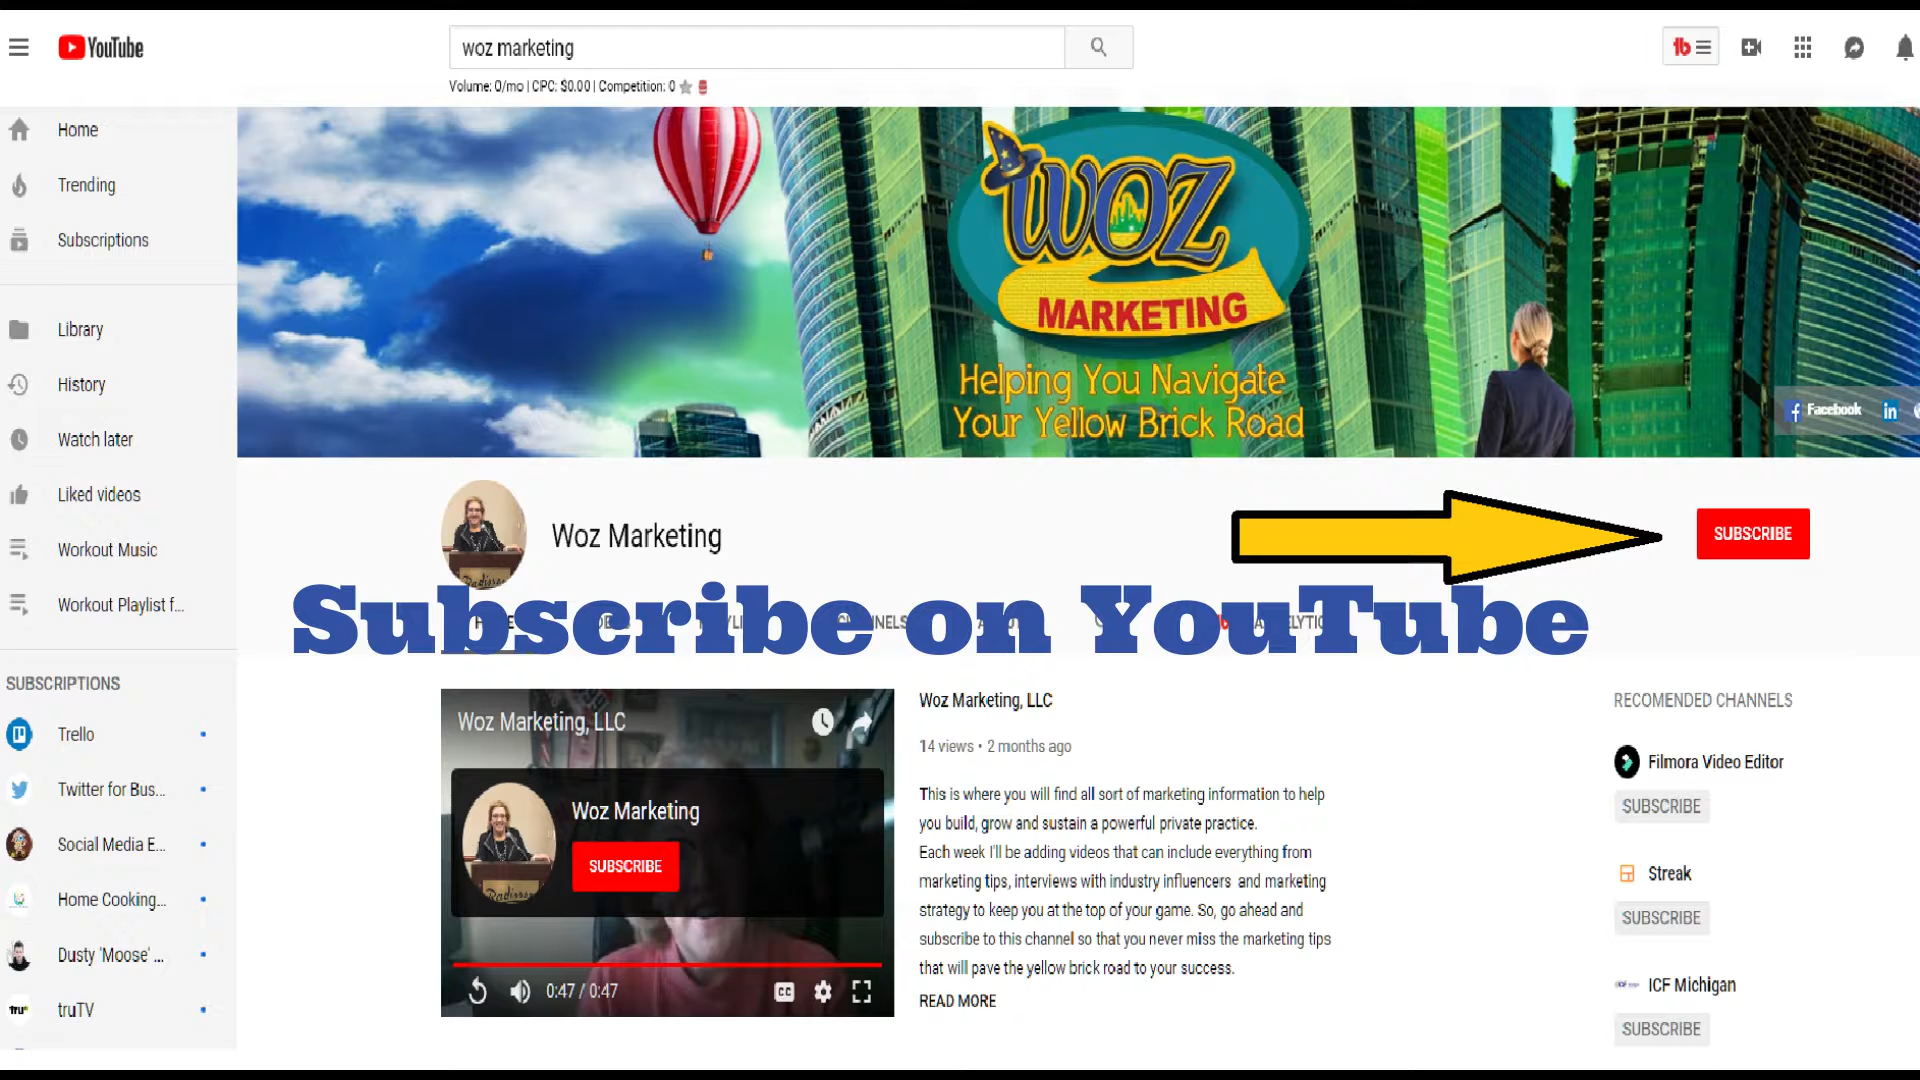 YouTube
woz marketing
Volume: 0/mo | CPC: $0.00 | Competition: 0
Home
Trending
Subscriptions
Library
History
Watch later
Liked videos
Workout Music
Workout Playlist f...
SUBSCRIPTIONS
Trello
Twitter for Bus...
Social Media E...
Home Cooking...
Dusty 'Moose' ...
truTV
WOZ
MARKETING
Helping You Navigate
Your Yellow Brick Road
Facebook
in
Woz Marketing
SUBSCRIBE
Subscribe on YouTube
Woz Marketing, LLC
Woz Marketing
SUBSCRIBE
0:47 / 0:47
CC
Woz Marketing, LLC
14 views • 2 months ago
This is where you will find all sort of marketing information to help
you build, grow and sustain a powerful private practice.
Each week I'll be adding videos that can include everything from
marketing tips, interviews with industry influencers and marketing
strategy to keep you at the top of your game. So, go ahead and
subscribe to this channel so that you never miss the marketing tips
that will pave the yellow brick road to your success.
READ MORE
RECOMENDED CHANNELS
Filmora Video Editor
SUBSCRIBE
Streak
SUBSCRIBE
ICF Michigan
SUBSCRIBE